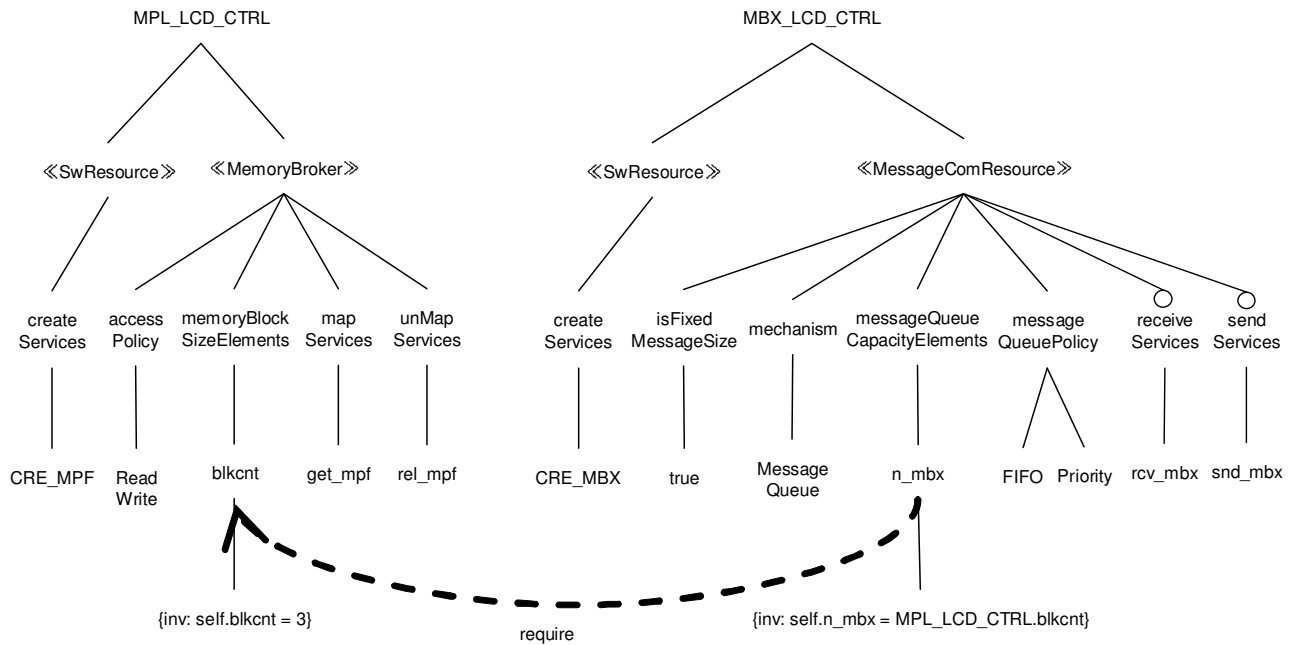 MPL_LCD_CTRL
MBX_LCD_CTRL
≪SwResource≫
≪MemoryBroker≫
≪SwResource≫
≪MessageComResource≫
create
Services
access
Policy
memoryBlock
SizeElements
map
Services
unMap
Services
create
Services
isFixed
MessageSize
mechanism
messageQueue
CapacityElements
message
QueuePolicy
receive
Services
send
Services
CRE_MPF
Read
Write
blkcnt
get_mpf
rel_mpf
CRE_MBX
true
Message
Queue
n_mbx
FIFO
Priority
rcv_mbx
snd_mbx
{inv: self.blkcnt = 3}
{inv: self.n_mbx = MPL_LCD_CTRL.blkcnt}
require